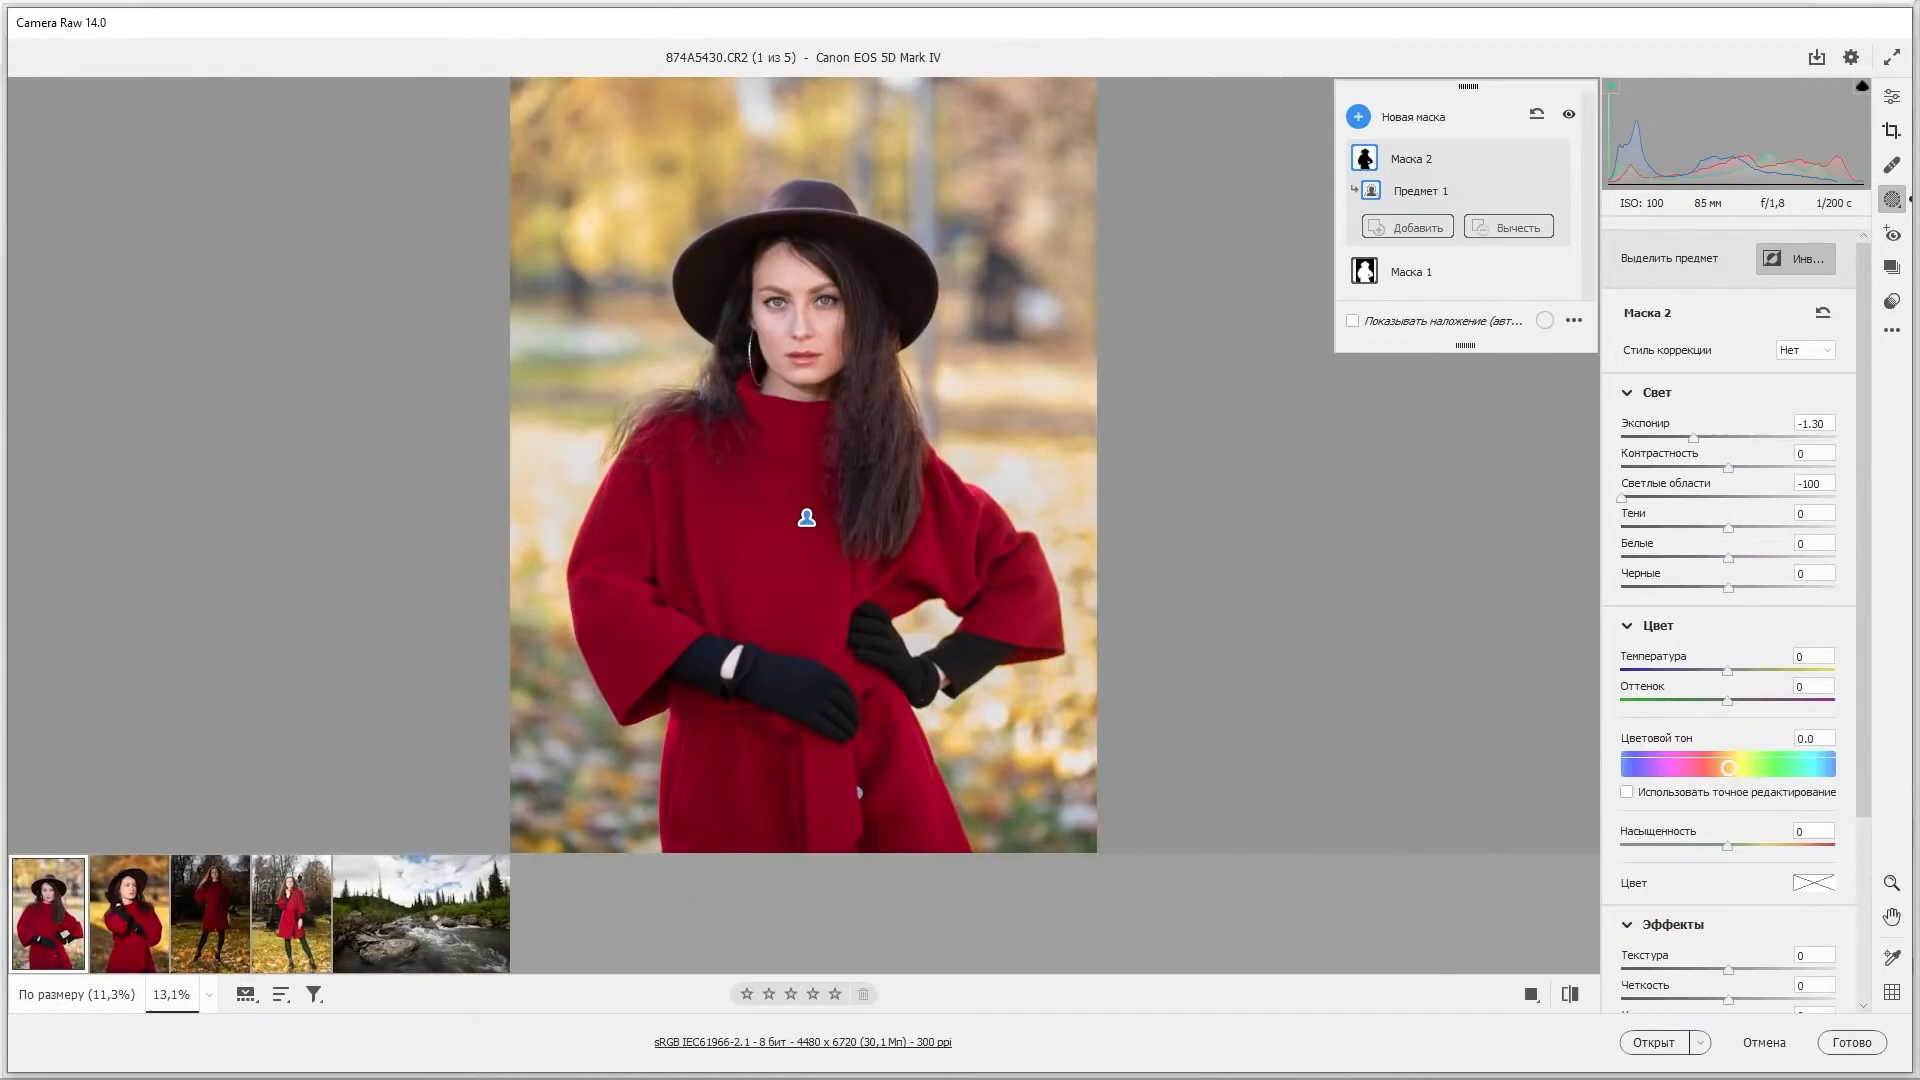 Camera Raw 14.0
874A5430.CR2 (1 из 5) - Canon EOS 5D Mark IV
Новая маска
Маска 2
Предмет 1
Добавить
Вычесть
Маска 1
Показывать наложение (авт...
ISO: 100 85 мм f/1,8 1/200 с
Выделить предмет Инв...
Маска 2
Стиль коррекции Нет
Свет
Экспонир -1.30
Контрастность 0
Светлые области -100
Тени 0
Белые 0
Черные 0
Цвет
Температура 0
Оттенок 0
Цветовой тон 0.0
Использовать точное редактирование
Насыщенность 0
Цвет
Эффекты
Текстура 0
Четкость 0
По размеру (11,3%) 13,1%
sRGB IEC61966-2.1 - 8 бит - 4480 x 6720 (30,1 Мп) - 300 ppi
Открыт Отмена Готово